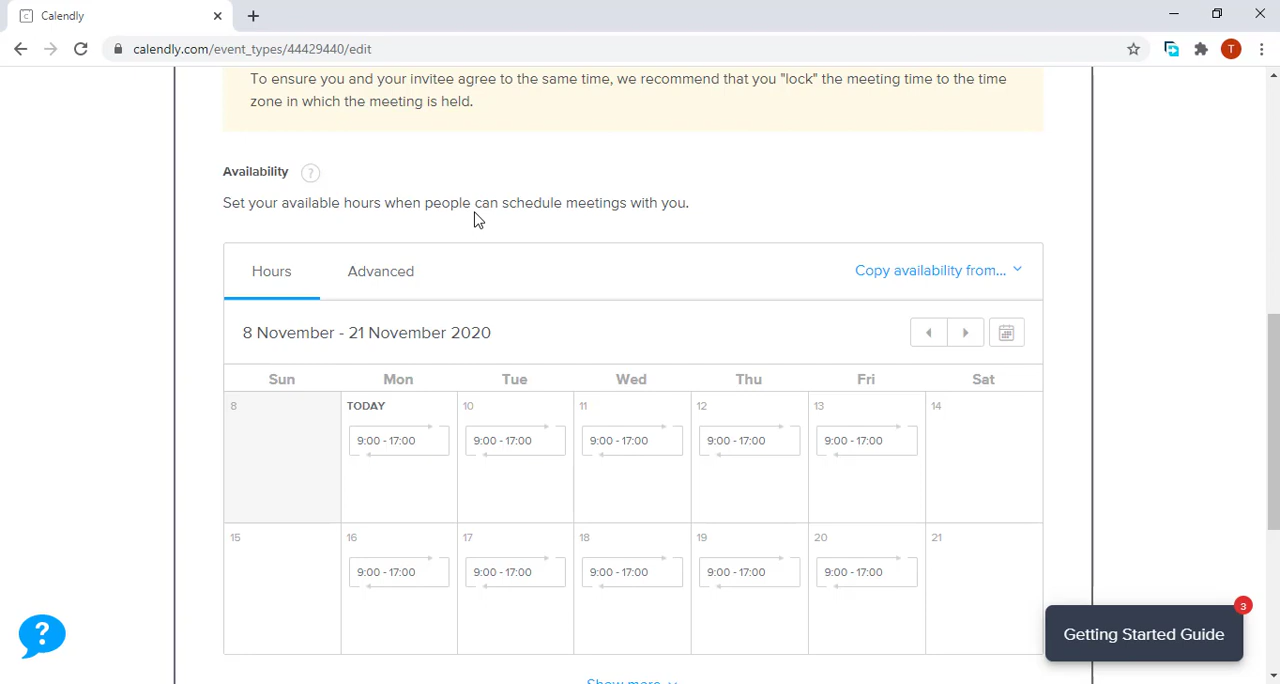 Calendly
calendly.com/event_types/44429440/edit
T
To ensure you and your invitee agree to the same time, we recommend that you "lock" the meeting time to the time
zone in which the meeting is held.
Availability ?
Set your available hours when people can schedule meetings with you.
Hours Advanced Copy availability from...
8 November - 21 November 2020
Sun Mon Tue Wed Thu Fri Sat
8 TODAY 10 11 12 13 14
9:00 - 17:00 9:00 - 17:00 9:00 - 17:00 9:00 - 17:00 9:00 - 17:00
15 16 17 18 19 20 21
9:00 - 17:00 9:00 - 17:00 9:00 - 17:00 9:00 - 17:00 9:00 - 17:00
?
3
Getting Started Guide
Show more